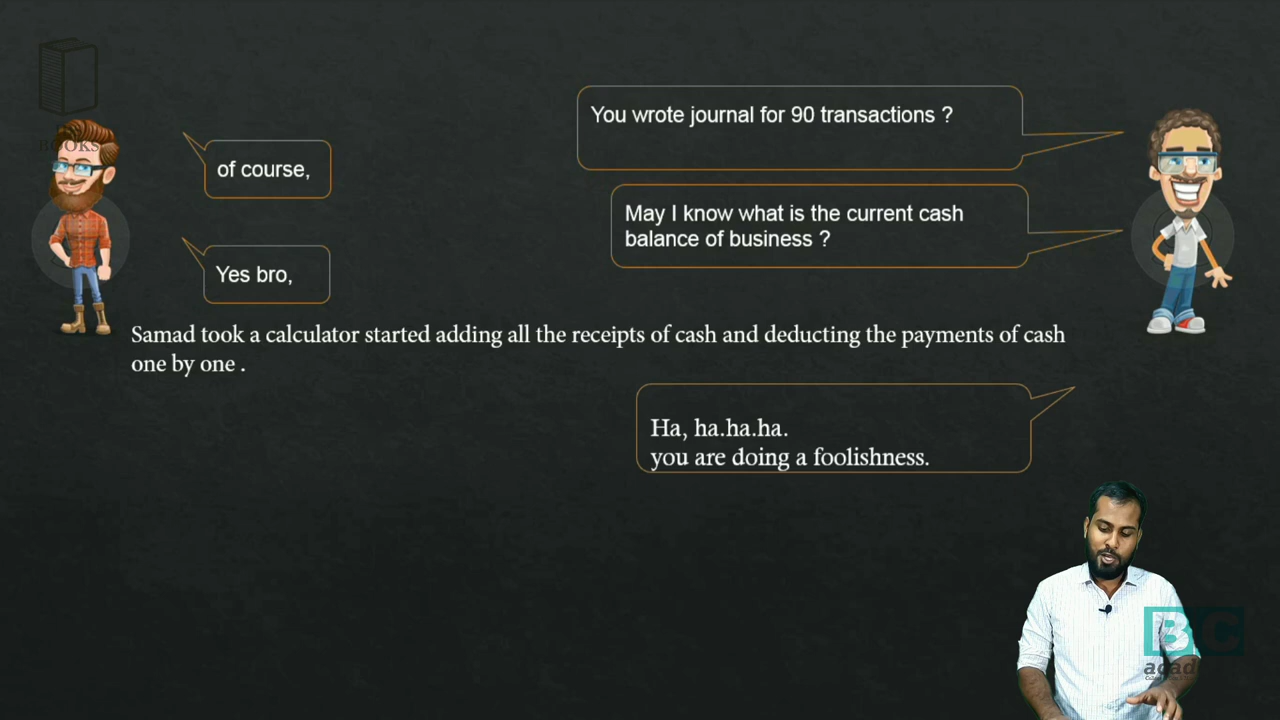 You wrote journal for 90 transactions ?
of course,
May I know what is the current cash
balance of business ?
Yes bro,
Samad took a calculator started adding all the receipts of cash and deducting the payments of cash
one by one .
Ha, ha.ha.ha.
you are doing a foolishness.
BOOKS
BC